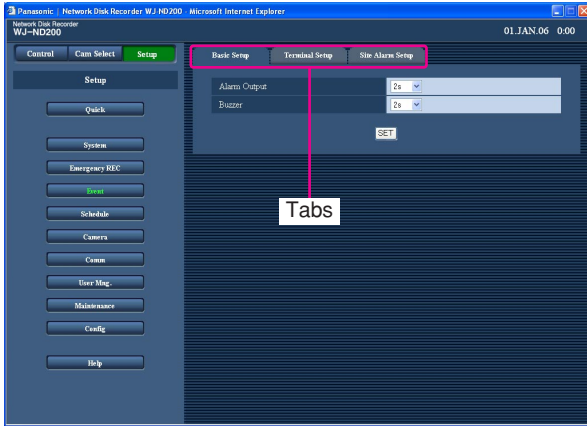 Panasonic | Network Disk Recorder WJ-ND200 - Microsoft Internet Explorer
Network Disk Recorder
WJ-ND200
01.JAN.06 0:00
Control Cam Select Setup
Basic Setup Terminal Setup Site Alarm Setup
Setup
Alarm Output 2s
Buzzer 2s
SET
Quick
System
Emergency REC
Event
Schedule
Camera
Comm
User Mng.
Maintenance
Config
Help
Tabs